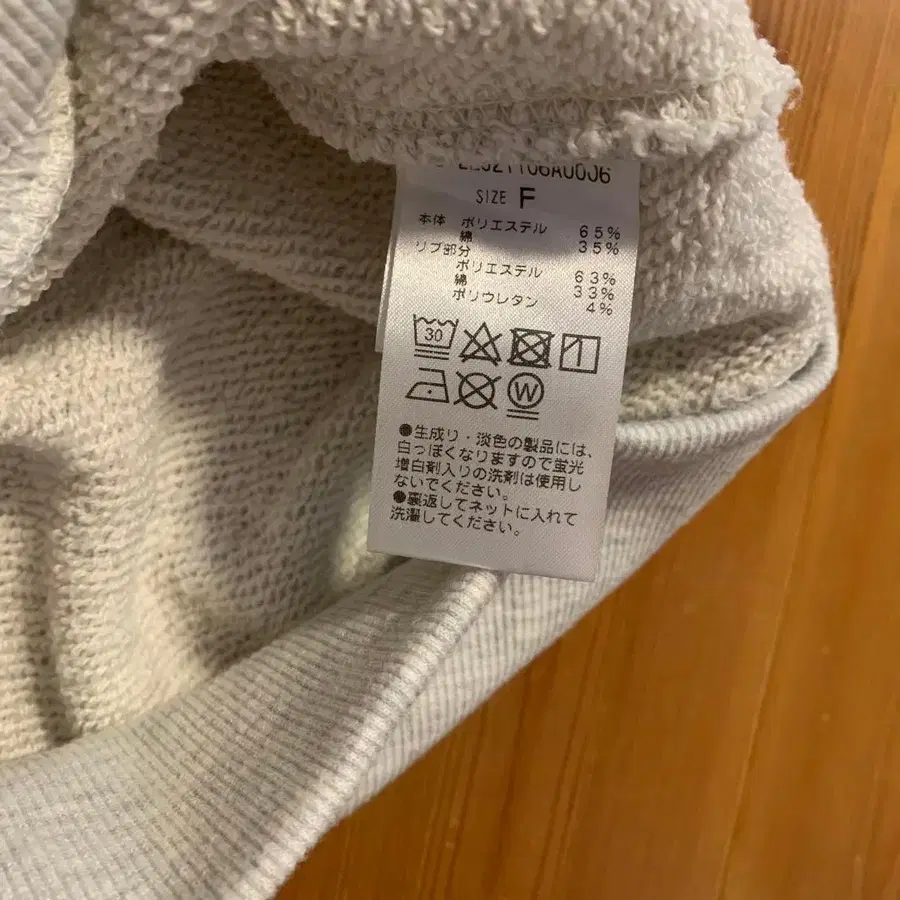 SIZE F
本体 ポリエステル 65%
綿 35%
リブ部分
ポリエステル 63%
綿 33%
ポリウレタン 4%
30
W
●生成り・淡色の製品には、
白っぽくなりますので蛍光
増白剤入りの洗剤は使用し
ないでください。
●裏返してネットに入れて
洗濯してください。